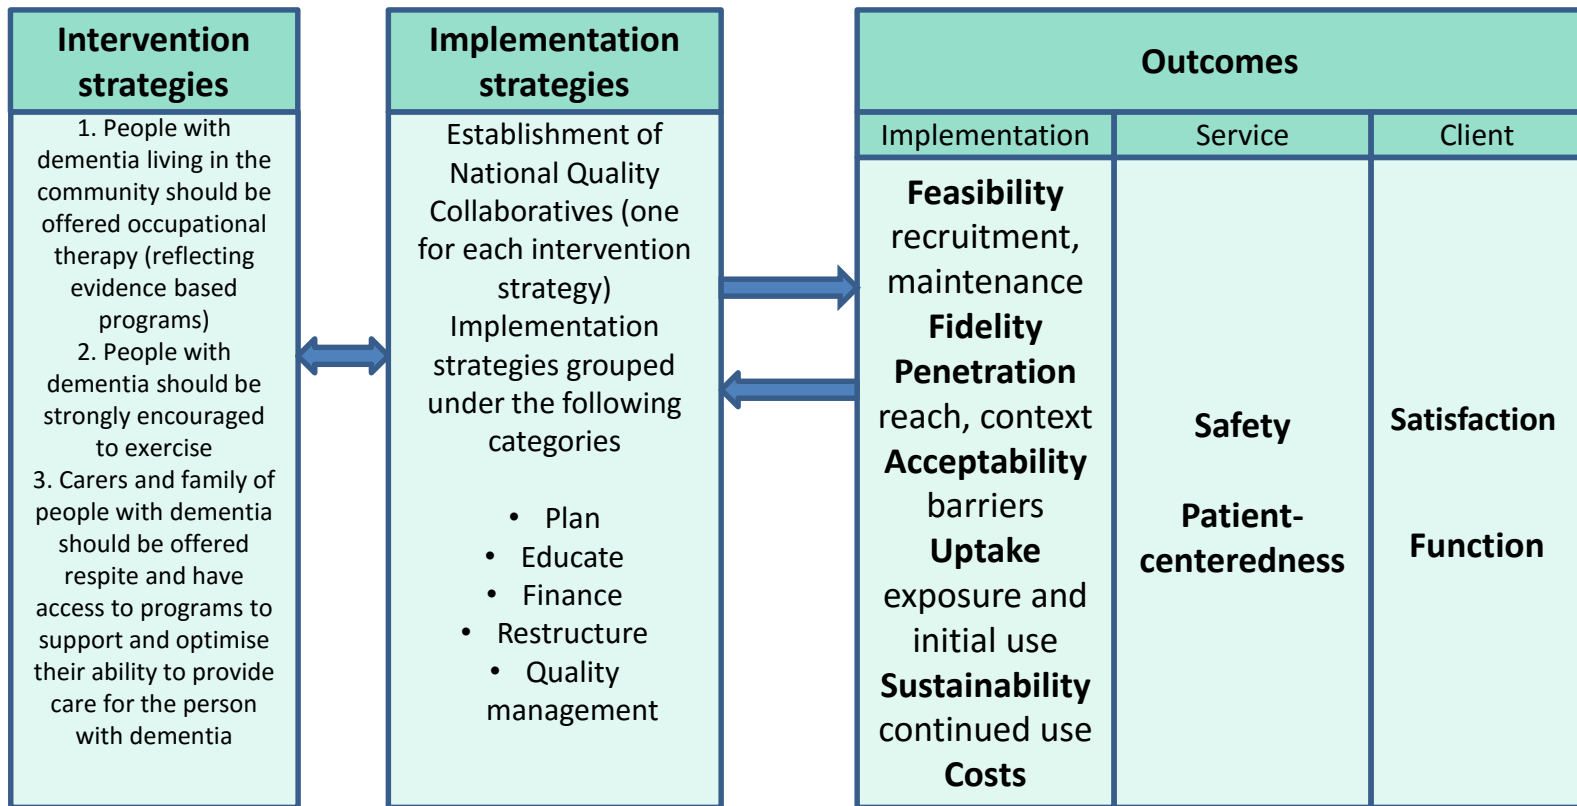 Intervention
strategies
1. People with
dementia living in the
community should be
offered occupational
therapy (reflecting
evidence based
programs)
2. People with
dementia should be
strongly encouraged
to exercise
3. Carers and family of
people with dementia
should be offered
respite and have
access to programs to
support and optimise
their ability to provide
care for the person
with dementia
Implementation
strategies
Establishment of
National Quality
Collaboratives (one
for each intervention
strategy)
Implementation
strategies grouped
under the following
categories
• Plan
• Educate
• Finance
• Restructure
• Quality
management
Outcomes
Implementation
Feasibility
recruitment,
maintenance
Fidelity
Penetration
reach, context
Acceptability
barriers
Uptake
exposure and
initial use
Sustainability
continued use
Costs
Service
Safety
Patient-
centeredness
Client
Satisfaction
Function